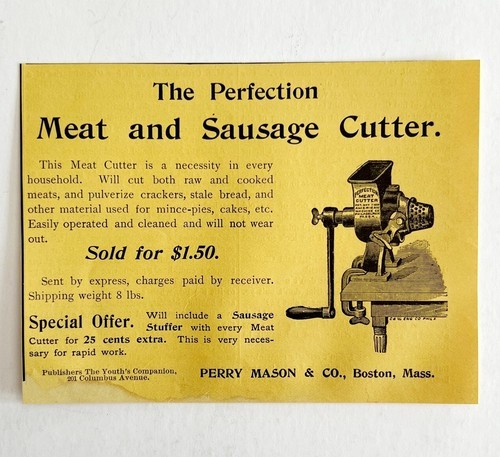 The Perfection
Meat and Sausage Cutter.
This Meat Cutter is a necessity in every
household. Will cut both raw and cooked
meats, and pulverize crackers, stale bread, and
other material used for mince-pies, cakes, etc.
Easily operated and cleaned and will not wear
out.
Sold for $1.50.
Sent by express, charges paid by receiver.
Shipping weight 8 lbs.
Special Offer. Will include a Sausage
Stuffer with every Meat
Cutter for 25 cents extra. This is very neces-
sary for rapid work.
Publishers The Youth's Companion,
201 Columbus Avenue.
PERRY MASON & CO., Boston, Mass.
PERFECTION
MEAT
CUTTER